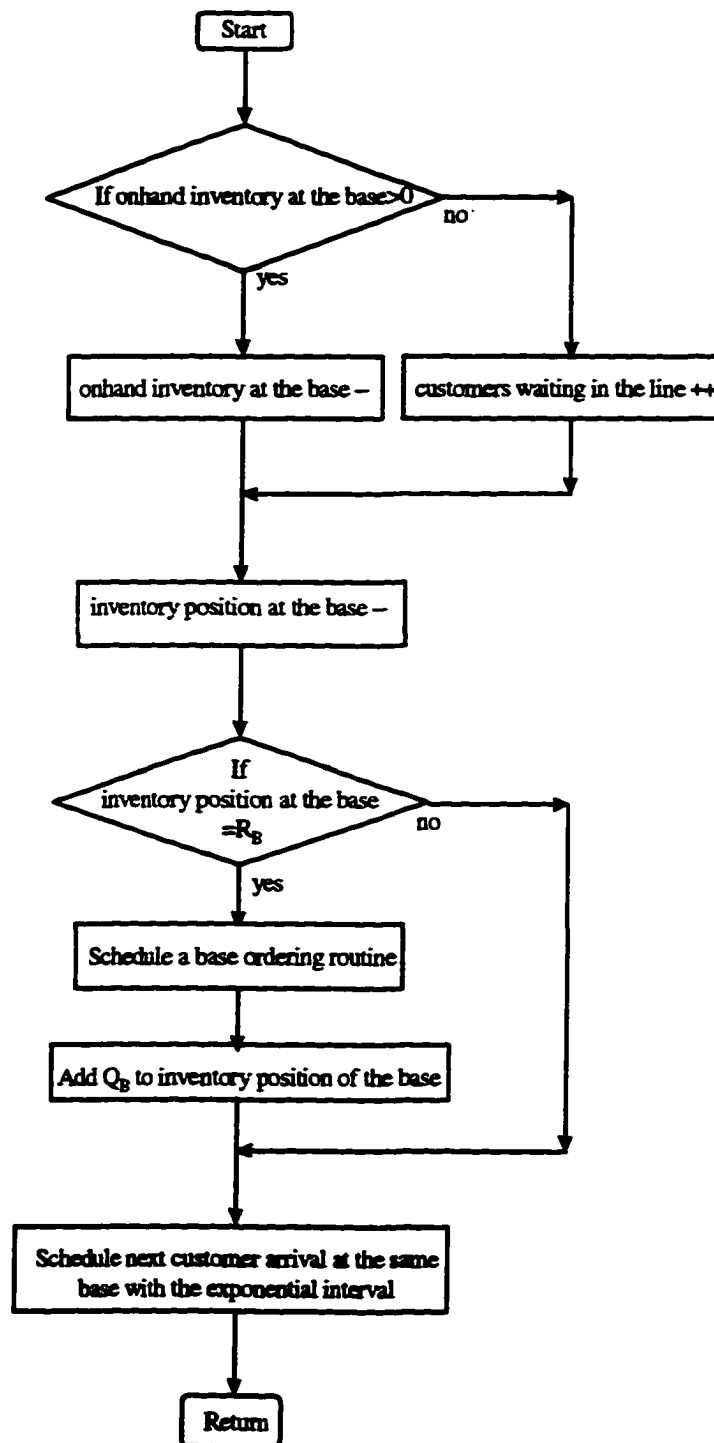 Start
If onhand inventory at the base>0
no
yes
onhand inventory at the base –
customers waiting in the line ++
inventory position at the base –
If
inventory position at the base
=R_B
no
yes
Schedule a base ordering routine
Add Q_B to inventory position of the base
Schedule next customer arrival at the same
base with the exponential interval
Return